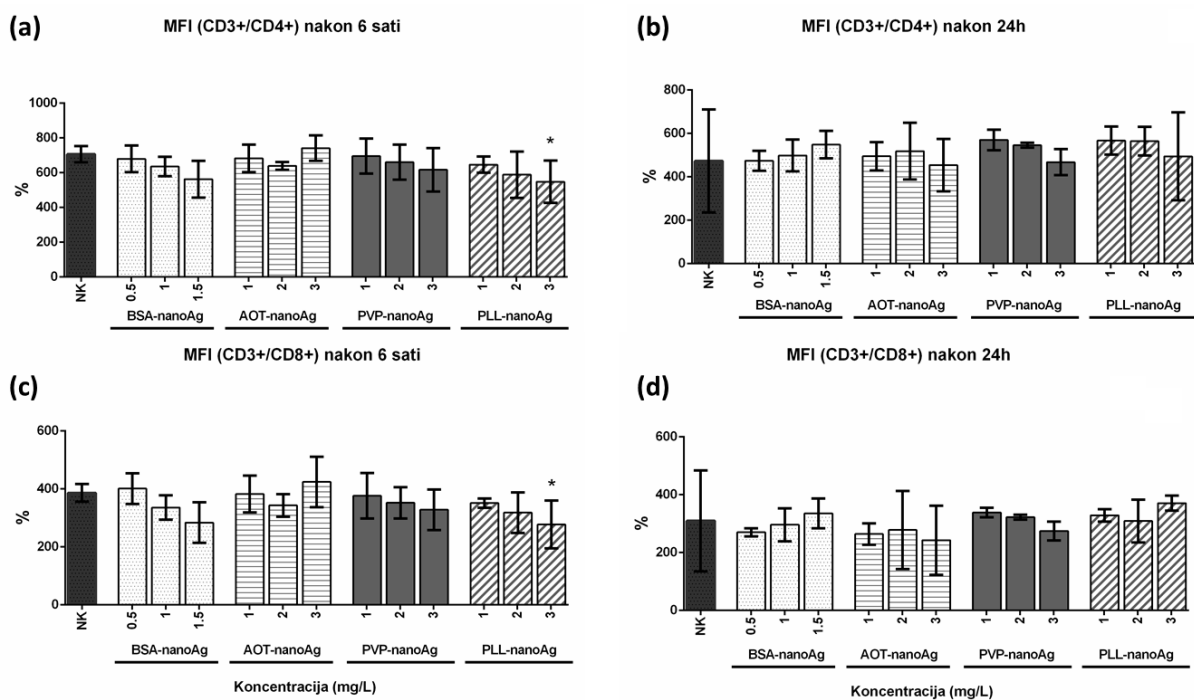 (a)
MFI (CD3+/CD4+) nakon 6 sati
%
1000
800
600
400
200
0
*
NK
0.5
1
1.5
1
2
3
1
2
3
1
2
3
BSA-nanoAg
AOT-nanoAg
PVP-nanoAg
PLL-nanoAg
(b)
MFI (CD3+/CD4+) nakon 24h
%
800
600
400
200
0
NK
0.5
1
1.5
1
2
3
1
2
3
1
2
3
BSA-nanoAg
AOT-nanoAg
PVP-nanoAg
PLL-nanoAg
(c)
MFI (CD3+/CD8+) nakon 6 sati
%
600
400
200
0
*
NK
0.5
1
1.5
1
2
3
1
2
3
1
2
3
BSA-nanoAg
AOT-nanoAg
PVP-nanoAg
PLL-nanoAg
Koncentracija (mg/L)
(d)
MFI (CD3+/CD8+) nakon 24h
%
600
400
200
0
NK
0.5
1
1.5
1
2
3
1
2
3
1
2
3
BSA-nanoAg
AOT-nanoAg
PVP-nanoAg
PLL-nanoAg
Koncentracija (mg/L)